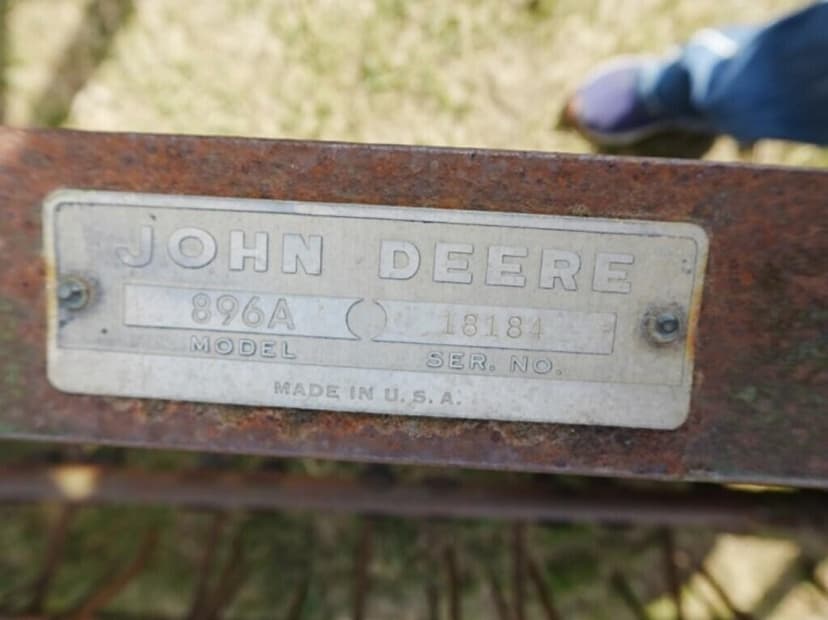 JOHN DEERE
896A 18184
MODEL SER. NO.
MADE IN U.S.A.